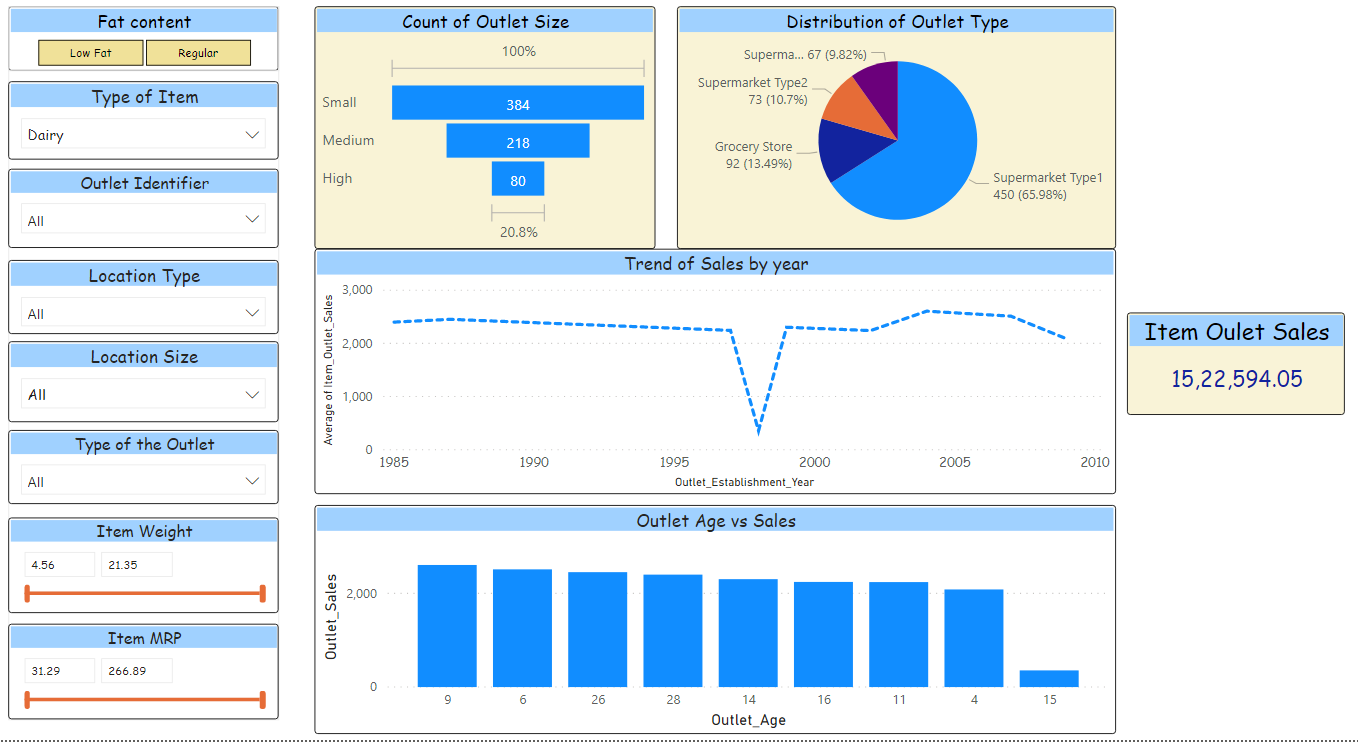 Fat content
Low Fat
Regular
Type of Item
Dairy
Outlet Identifier
All
Location Type
All
Location Size
All
Type of the Outlet
All
Item Weight
4.56
21.35
Item MRP
31.29
266.89
Count of Outlet Size
100%
Small
384
Medium
218
High
80
20.8%
Distribution of Outlet Type
Superma... 67 (9.82%)
Supermarket Type2
73 (10.7%)
Grocery Store
92 (13.49%)
Supermarket Type1
450 (65.98%)
Trend of Sales by year
Average of Item_Outlet_Sales
3,000
2,000
1,000
0
1985 1990 1995 2000 2005 2010
Outlet_Establishment_Year
Outlet Age vs Sales
Outlet_Sales
2,000
0
9 6 26 28 14 16 11 4 15
Outlet_Age
Item Oulet Sales
15,22,594.05